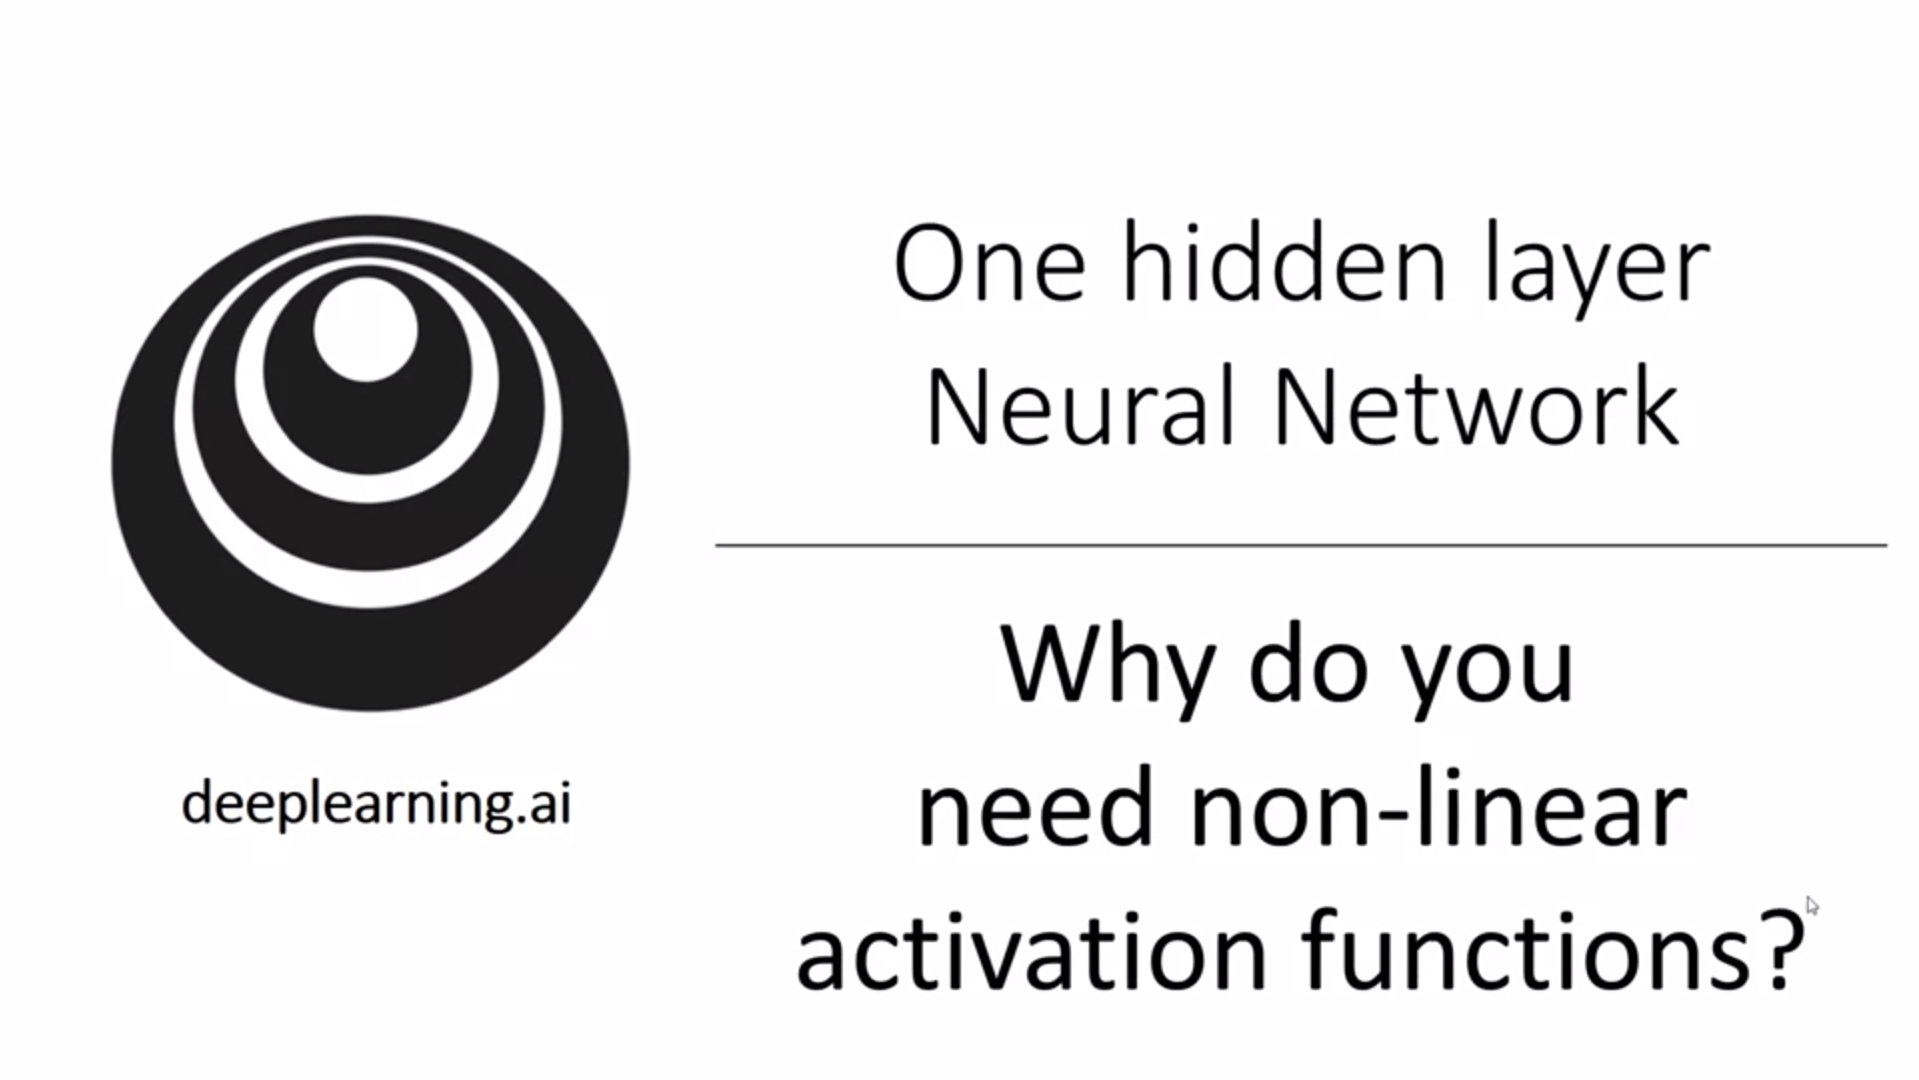 One hidden layer
Neural Network
Why do you
need non-linear
activation functions?
deeplearning.ai